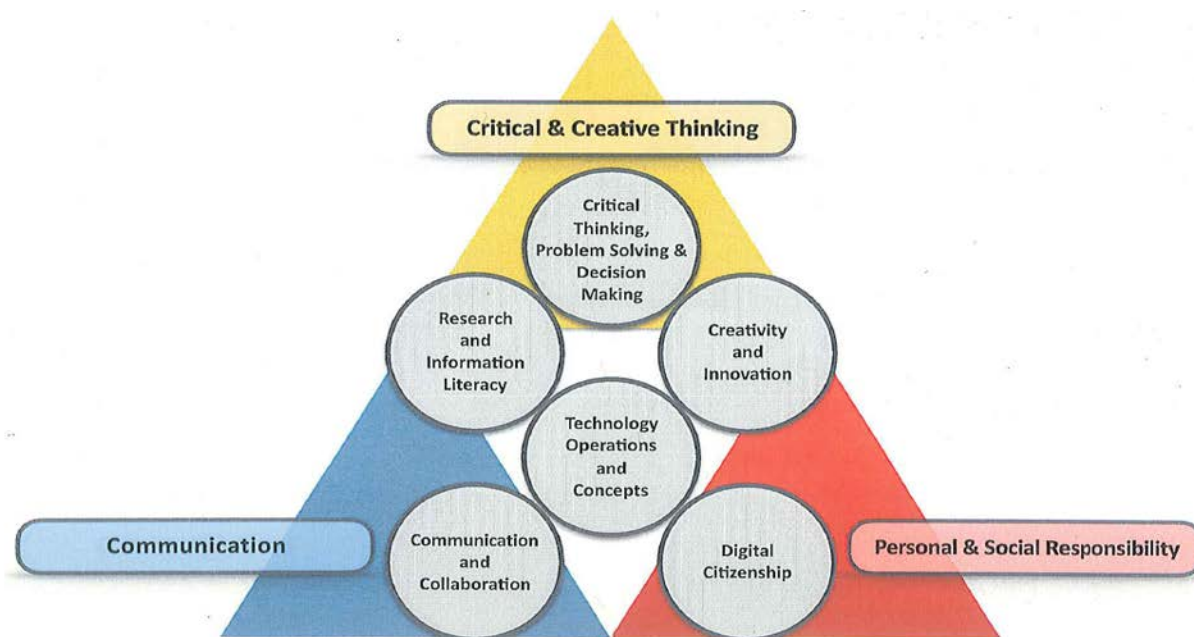 Critical & Creative Thinking
Critical
Thinking,
Problem Solving &
Decision
Making
Research
and
Information
Literacy
Creativity
and
Innovation
Technology
Operations
and
Concepts
Communication
Communication
and
Collaboration
Digital
Citizenship
Personal & Social Responsibility